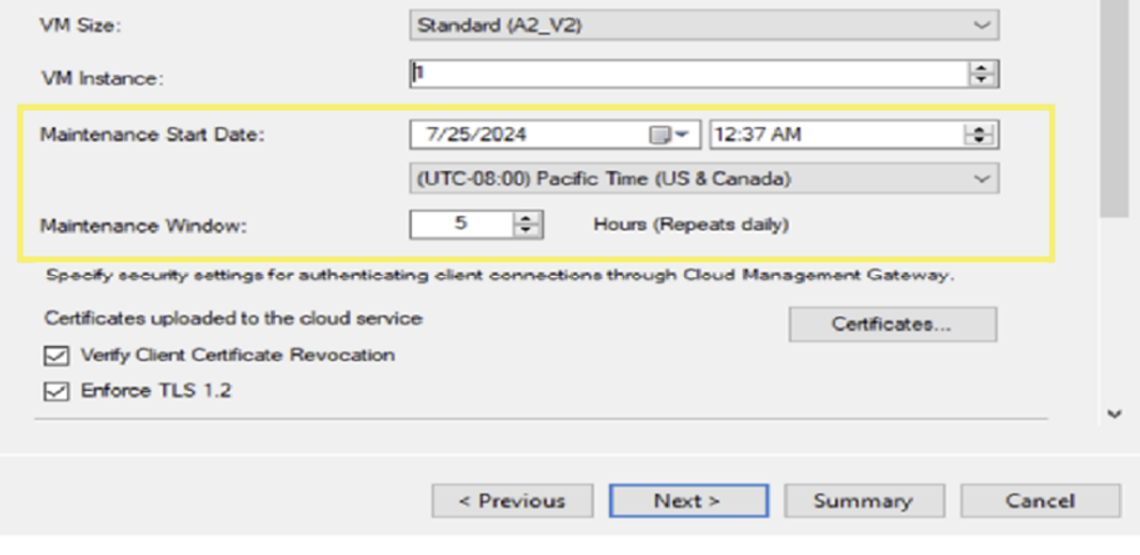 VM Size: Standard (A2_V2)
VM Instance: 1
Maintenance Start Date: 7/25/2024 12:37 AM
(UTC-08:00) Pacific Time (US & Canada)
Maintenance Window: 5 Hours (Repeats daily)
Specify security settings for authenticating client connections through Cloud Management Gateway.
Certificates uploaded to the cloud service Certificates...
Verify Client Certificate Revocation
Enforce TLS 1.2
< Previous Next > Summary Cancel